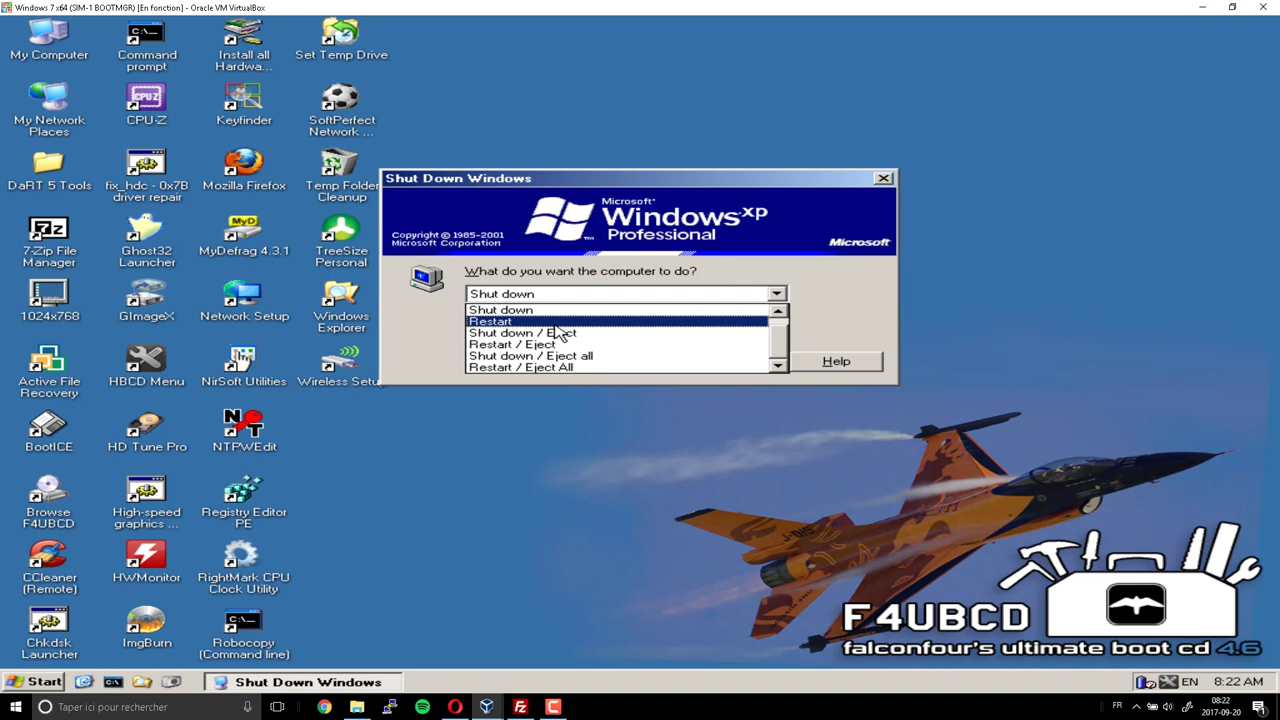 Windows 7 x64 (SIM-1 BOOTMGR) [En fonction] - Oracle VM VirtualBox
My Computer
Command
prompt
Install all
Hardwa...
Set Temp Drive
My Network
Places
CPU-Z
CPU-Z
Keyfinder
SoftPerfect
Network ...
DaRT 5 Tools
fix_hdc - 0x7B
driver repair
Mozilla Firefox
Temp Folder
Cleanup
7-Zip File
Manager
Ghost32
Launcher
MyD
MyDefrag 4.3.1
TreeSize
Personal
1024x768
GImageX
Network Setup
Windows
Explorer
Active File
Recovery
HBCD Menu
NirSoft Utilities
Wireless Setu
BootICE
HD Tune Pro
NTPWEdit
Browse
F4UBCD
High-speed
graphics ...
Registry Editor
PE
CCleaner
(Remote)
HWMonitor
RightMark CPU
Clock Utility
Chkdsk
Launcher
ImgBurn
Robocopy
(Command line)
Shut Down Windows
Copyright © 1985-2001
Microsoft Corporation
Microsoft®
Windows xp
Professional
Microsoft
What do you want the computer to do?
Shut down
Shut down
Restart
Shut down / Eject
Restart / Eject
Shut down / Eject all
Restart / Eject All
Help
J-015
F4UBCD
falconfour's ultimate boot cd 4.6
Start
Shut Down Windows
EN
8:22 AM
Taper ici pour rechercher
FR
08:22
2017-09-20